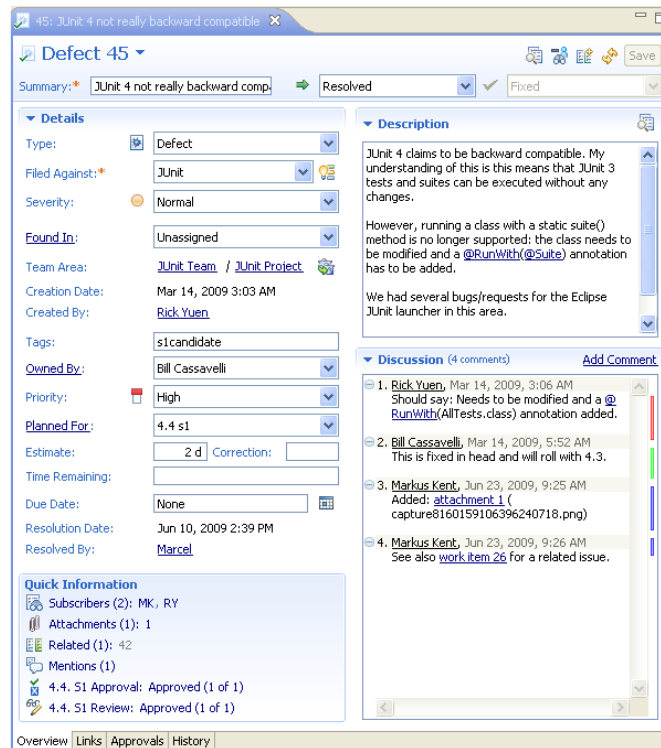 45: JUnit 4 not really backward compatible
Defect 45
Save
Summary:* JUnit 4 not really backward comp. Resolved Fixed
Details
Type: Defect
Filed Against:* JUnit
Severity: Normal
Found In: Unassigned
Team Area: JUnit Team / JUnit Project
Creation Date: Mar 14, 2009 3:03 AM
Created By: Rick Yuen
Tags: s1candidate
Owned By: Bill Cassavelli
Priority: High
Planned For: 4.4 s1
Estimate: 2 d Correction:
Time Remaining:
Due Date: None
Resolution Date: Jun 10, 2009 2:39 PM
Resolved By: Marcel
Quick Information
Subscribers (2): MK, RY
Attachments (1): 1
Related (1): 42
Mentions (1)
4.4. S1 Approval: Approved (1 of 1)
4.4. S1 Review: Approved (1 of 1)
Description
JUnit 4 claims to be backward compatible. My
understanding of this is this means that JUnit 3
tests and suites can be executed without any
changes.
However, running a class with a static suite()
method is no longer supported: the class needs to
be modified and a @RunWith(@Suite) annotation
has to be added.
We had several bugs/requests for the Eclipse
JUnit launcher in this area.
Discussion (4 comments) Add Comment
1. Rick Yuen, Mar 14, 2009, 3:06 AM
Should say: Needs to be modified and a @
RunWith(AllTests.class) annotation added.
2. Bill Cassavelli, Mar 14, 2009, 5:52 AM
This is fixed in head and will roll with 4.3.
3. Markus Kent, Jun 23, 2009, 9:25 AM
Added: attachment 1 (
capture8160159106396240718.png)
4. Markus Kent, Jun 23, 2009, 9:26 AM
See also work item 26 for a related issue.
Overview Links Approvals History